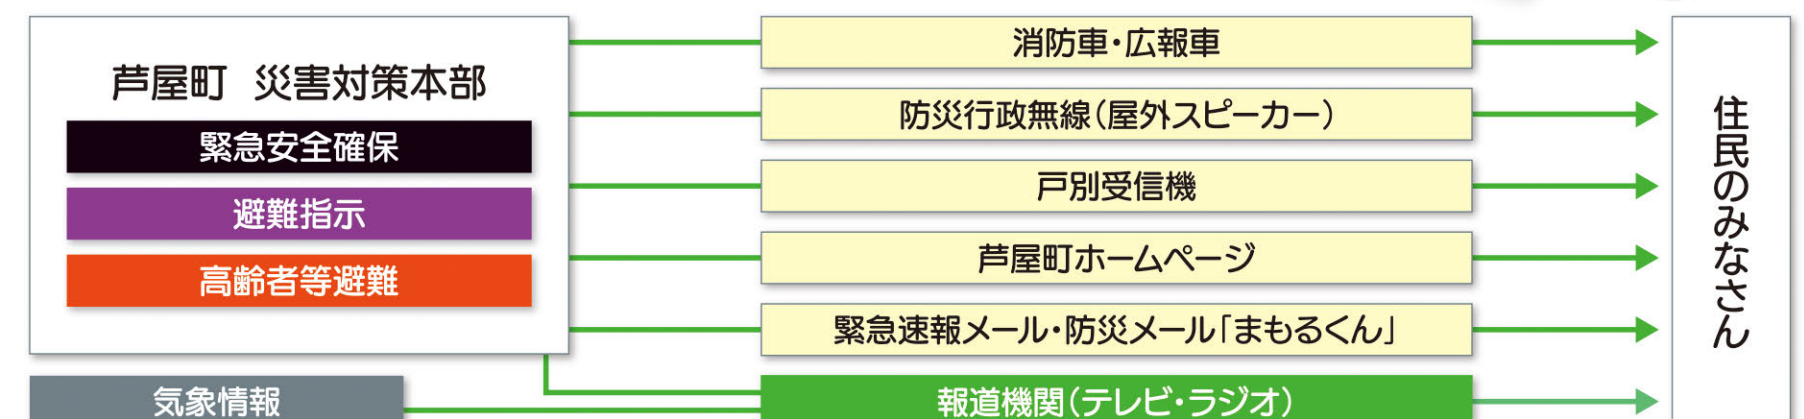 芦屋町 災害対策本部
緊急安全確保
避難指示
高齢者等避難
気象情報
消防車・広報車
防災行政無線(屋外スピーカー)
戸別受信機
芦屋町ホームページ
緊急速報メール・防災メール「まもるくん」
報道機関(テレビ・ラジオ)
住民のみなさん